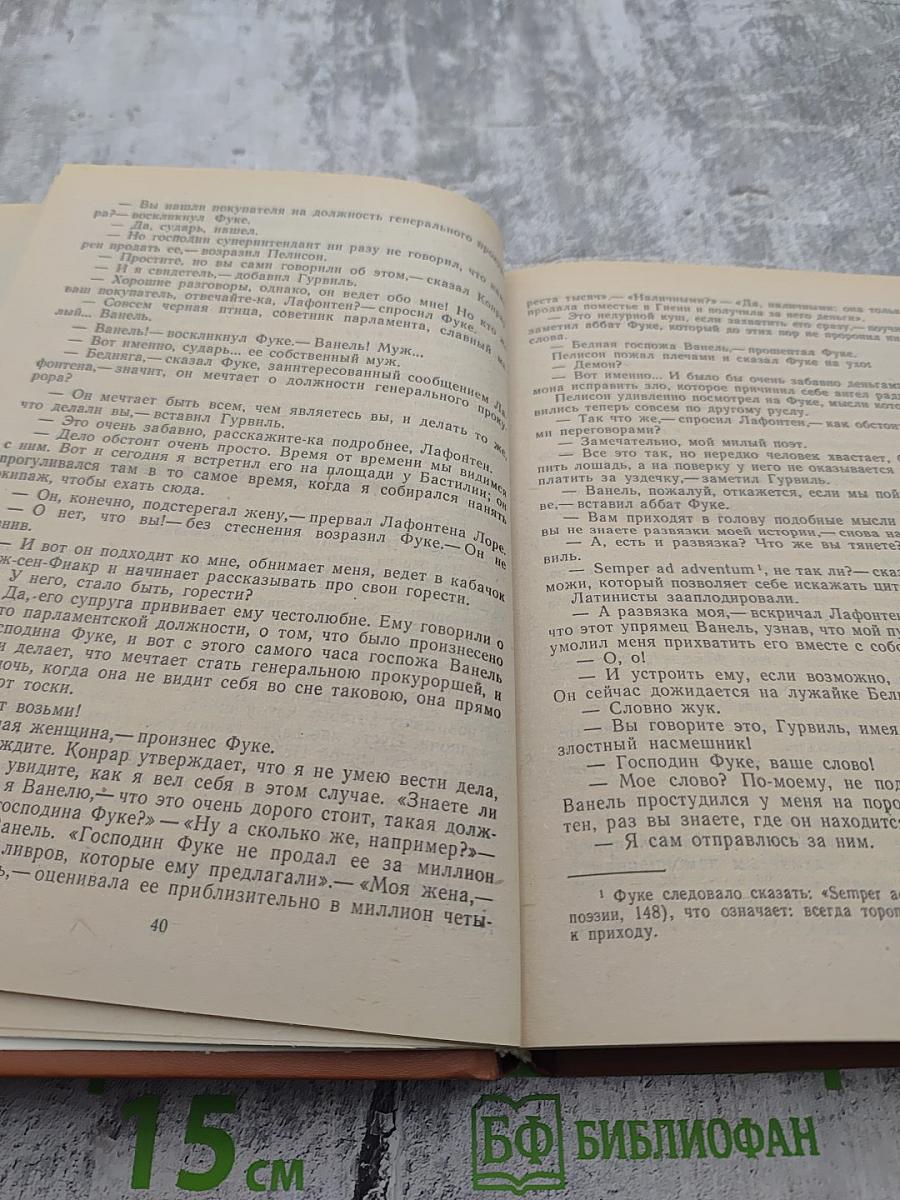 — Вы нашли покупателя на должность генерального проку
ра?— воскликнул Фуке.
— Да, сударь, нашел.
— Но господин суперинтендант ни разу не говорил, что
рен продать ее,— возразил Пелисон.
— Простите, но вы сами говорили об этом,— сказал Конрар.
— И я свидетель,— добавил Гурвиль.
— Хорошие разговоры, однако, он ведет обо мне! Но кто
ваш покупатель, отвечайте-ка, Лафонтен?— спросил Фуке.
— Совсем черная птица, советник парламента, славный
лый... Ванель.
— Ванель!— воскликнул Фуке.— Ванель! Муж...
— Вот именно, сударь... ее собственный муж.
— Бедняга,— сказал Фуке, заинтересованный сообщением Ла
фонтена,— значит, он мечтает о должности генерального проку
рора?
— Он мечтает быть всем, чем являетесь вы, и делать то же,
что делали вы,— вставил Гурвиль.
— Это очень забавно, расскажите-ка подробнее, Лафонтен.
— Дело обстоит очень просто. Время от времени мы видимся
с ним. Вот и сегодня я встретил его на площади у Бастилии; он
прогуливался там в то самое время, когда я собирался нанять
экипаж, чтобы ехать сюда.
— Он, конечно, подстерегал жену,— прервал Лафонтена Лоре.
— О нет, что вы!— без стеснения возразил Фуке.— Он не
внив.
— И вот он подходит ко мне, обнимает меня, ведет в кабачок
ж-сен-Фиакр и начинает рассказывать про свои горести.
У него, стало быть, горести?
Да, его супруга прививает ему честолюбие. Ему говорили о
то парламентской должности, о том, что было произнесено
сподина Фуке, и вот с этого самого часа госпожа Ванель
и делает, что мечтает стать генеральною прокуроршей, и
ночь, когда она не видит себя во сне таковою, она прямо
от тоски.
т возьми!
ая женщина,— произнес Фуке.
ждите. Конрар утверждает, что я не умею вести дела,
увидите, как я вел себя в этом случае. «Знаете ли
я Ванелю,— что это очень дорого стоит, такая долж-
господина Фуке?» — «Ну а сколько же, например?»—
Ванель. «Господин Фуке не продал ее за миллион
ливров, которые ему предлагали».— «Моя жена,—
ь,— оценивала ее приблизительно в миллион четы-
40
реста тысяч».— «Наличными?» — «Да, наличными: она толь
продала поместье в Гиени и получила за него деньги».
— Это недурной куш, если захватить его сразу,— поучи
заметил аббат Фуке, который до этих пор не проронил ни
слова.
— Бедная госпожа Ванель,— прошептал Фуке.
Пелисон пожал плечами и сказал Фуке на ухо:
— Демон?
— Вот именно... И было бы очень забавно деньгам
мона исправить зло, которое причинил себе ангел рад
Пелисон удивленно посмотрел на Фуке, мысли кото
вились теперь совсем по другому руслу.
— Так что же,— спросил Лафонтен,— как обстоят
ми переговорами?
— Замечательно, мой милый поэт.
— Все это так, но нередко человек хвастает,
пить лошадь, а на поверку у него не оказывается
платить за уздечку,— заметил Гурвиль.
— Ванель, пожалуй, откажется, если мы пой
ве,— вставил аббат Фуке.
— Вам приходят в голову подобные мысли
вы не знаете развязки моей истории,— снова на
— А, есть и развязка? Что же вы тянете?
виль.
— Semper ad adventum¹, не так ли?— ска
можи, который позволяет себе искажать цит
Латинисты зааплодировали.
— А развязка моя,— вскричал Лафонтен
что этот упрямец Ванель, узнав, что мой пу
умолил меня прихватить его вместе с собо
— О, о!
— И устроить ему, если возможно,
Он сейчас дожидается на лужайке Бель
— Словно жук.
— Вы говорите это, Гурвиль, имея
злостный насмешник!
— Господин Фуке, ваше слово!
— Мое слово? По-моему, не под
Ванель простудился у меня на поро
тен, раз вы знаете, где он находится
— Я сам отправлюсь за ним.
¹ Фуке следовало сказать: «Semper ad
поэзии, 148), что означает: всегда тороп
к приходу.
15 см
БФ БИБЛИОФАН